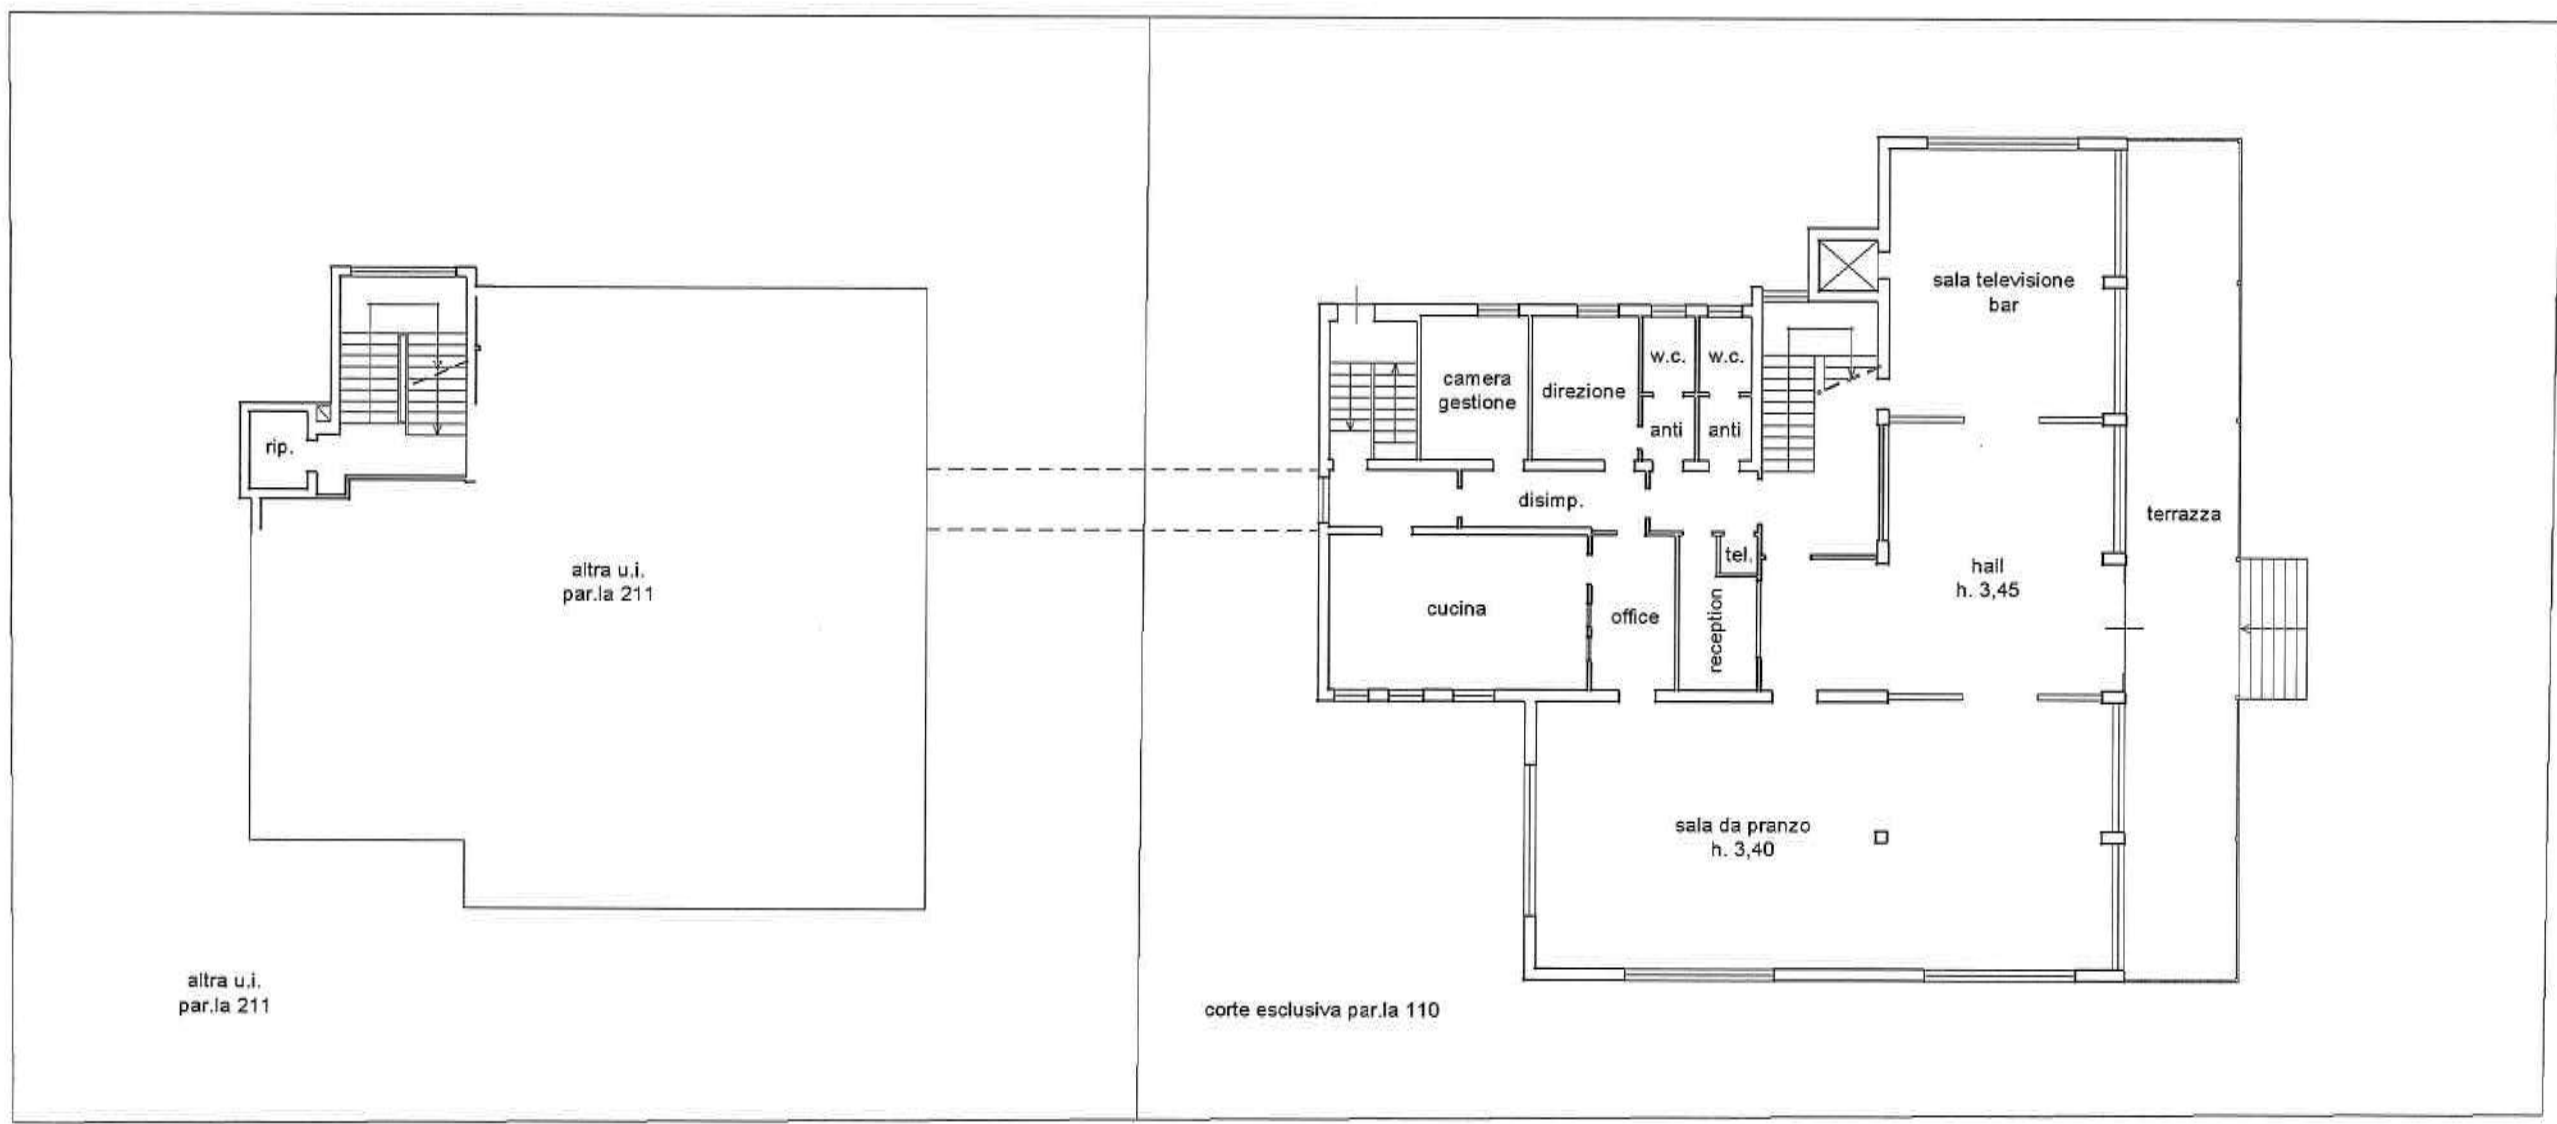 rip.
altra u.i.
par.la 211
altra u.i.
par.la 211
camera
gestione
direzione
w.c.
w.c.
anti
anti
disimp.
cucina
office
reception
tel.
sala televisione
bar
hall
h. 3,45
terrazza
sala da pranzo
h. 3,40
corte esclusiva par.la 110